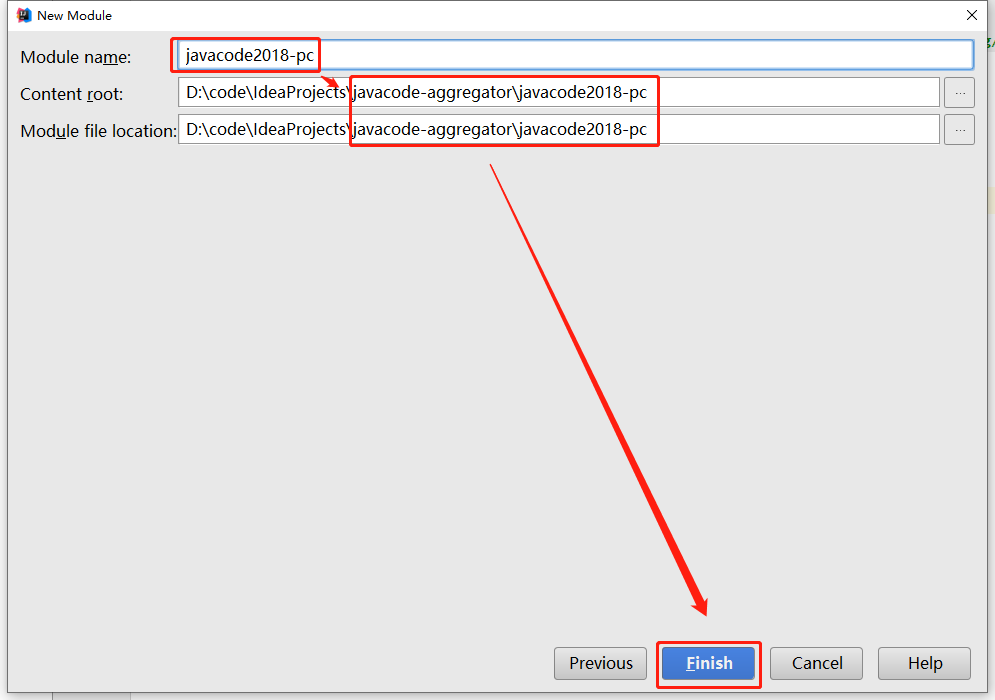 New Module
Module name: javacode2018-pc
Content root: D:\code\IdeaProjects\javacode-aggregator\javacode2018-pc ...
Module file location: D:\code\IdeaProjects\javacode-aggregator\javacode2018-pc ...
Previous Finish Cancel Help